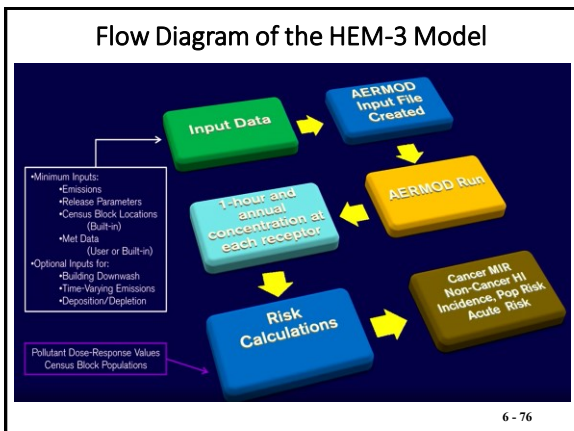 Flow Diagram of the HEM-3 Model
Input Data
AERMOD
Input File
Created
AERMOD Run
1-hour and
annual
concentration at
each receptor
•Minimum Inputs:
•Emissions
•Release Parameters
•Census Block Locations
(Built-in)
•Met Data
(User or Built-in)
•Optional Inputs for:
•Building Downwash
•Time-Varying Emissions
•Deposition/Depletion
Risk
Calculations
Cancer MIR
Non-Cancer HI
Incidence, Pop Risk
Acute Risk
Pollutant Dose-Response Values
Census Block Populations
6 - 76